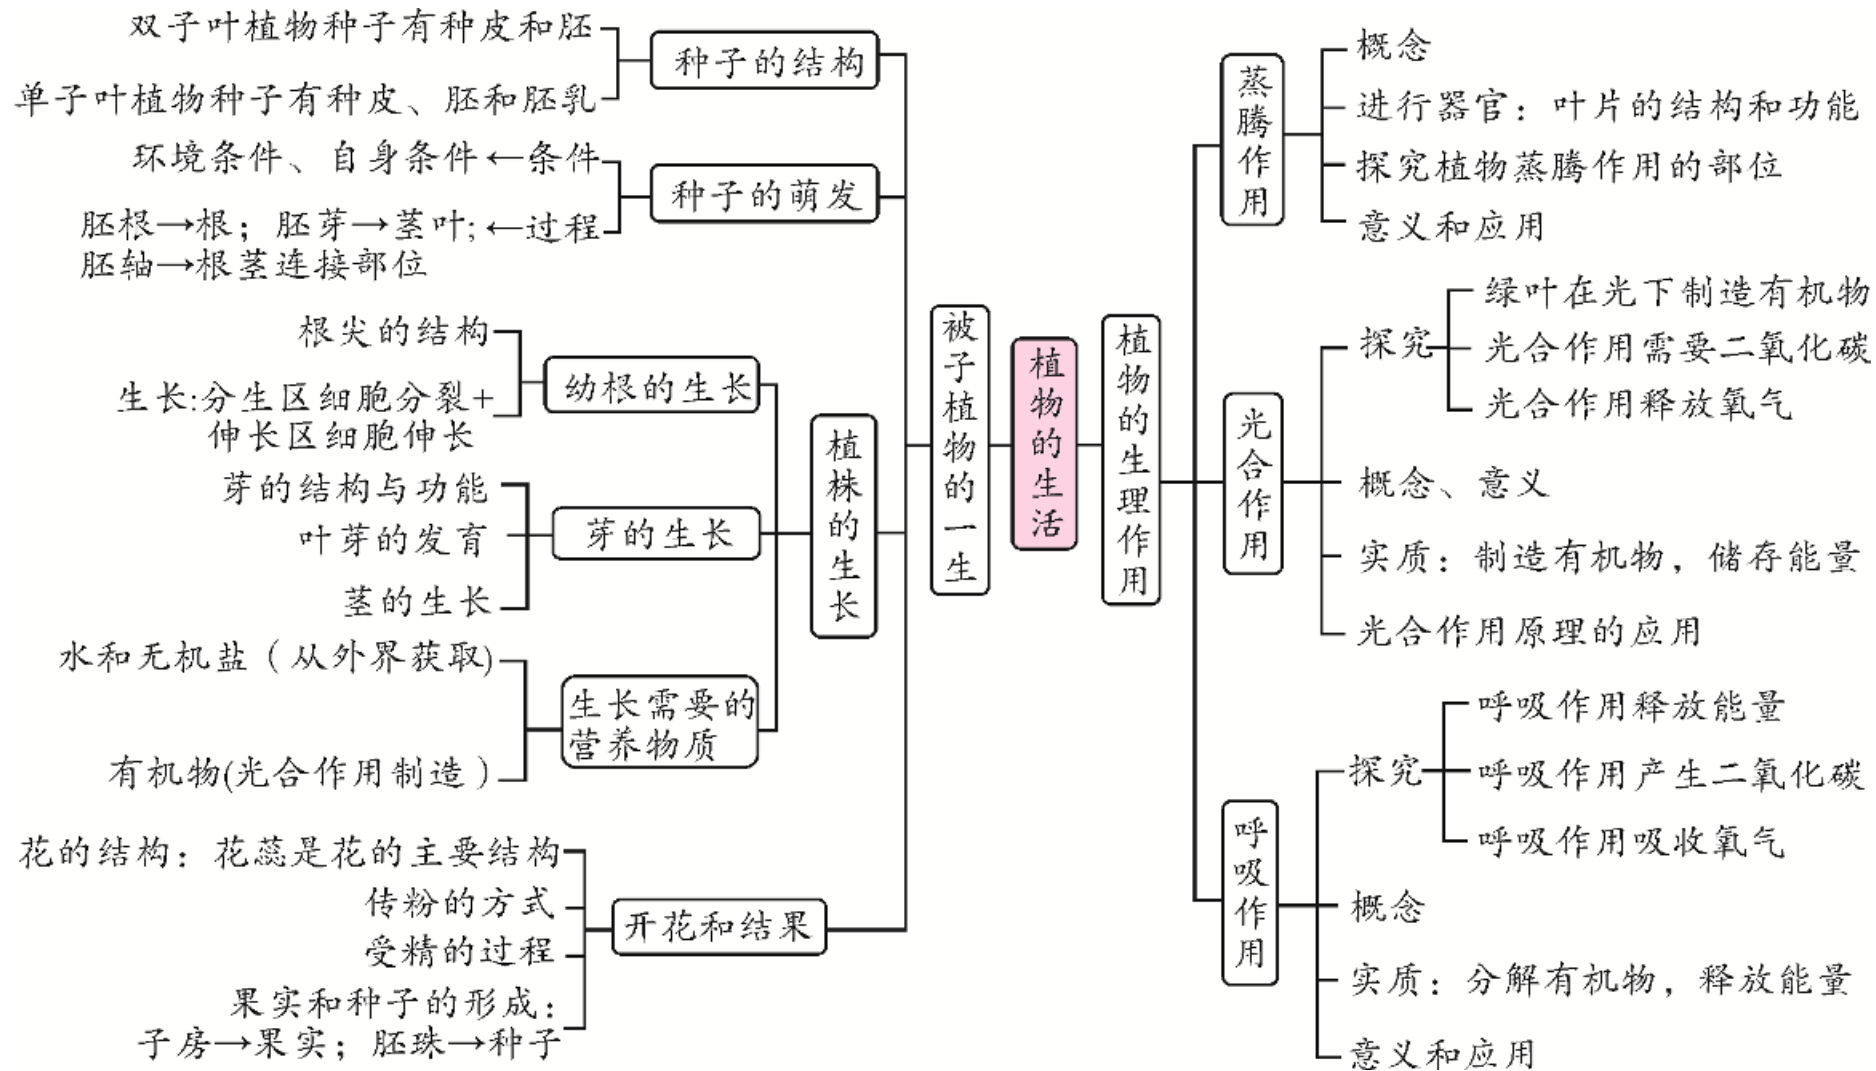 双子叶植物种子有种皮和胚
种子的结构
单子叶植物种子有种皮、胚和胚乳
环境条件、自身条件←条件
种子的萌发
胚根→根；胚芽→茎叶;←过程
胚轴→根茎连接部位
根尖的结构
幼根的生长
生长:分生区细胞分裂+
伸长区细胞伸长
芽的结构与功能
叶芽的发育
芽的生长
茎的生长
水和无机盐（从外界获取)
生长需要的
营养物质
有机物(光合作用制造）
植株的生长
花的结构：花蕊是花的主要结构
传粉的方式
开花和结果
受精的过程
果实和种子的形成：
子房→果实；胚珠→种子
被子植物的一生
植物的生活
植物的生理作用
蒸腾作用
概念
进行器官：叶片的结构和功能
探究植物蒸腾作用的部位
意义和应用
光合作用
探究
绿叶在光下制造有机物
光合作用需要二氧化碳
光合作用释放氧气
概念、意义
实质：制造有机物，储存能量
光合作用原理的应用
呼吸作用
探究
呼吸作用释放能量
呼吸作用产生二氧化碳
呼吸作用吸收氧气
概念
实质：分解有机物，释放能量
意义和应用